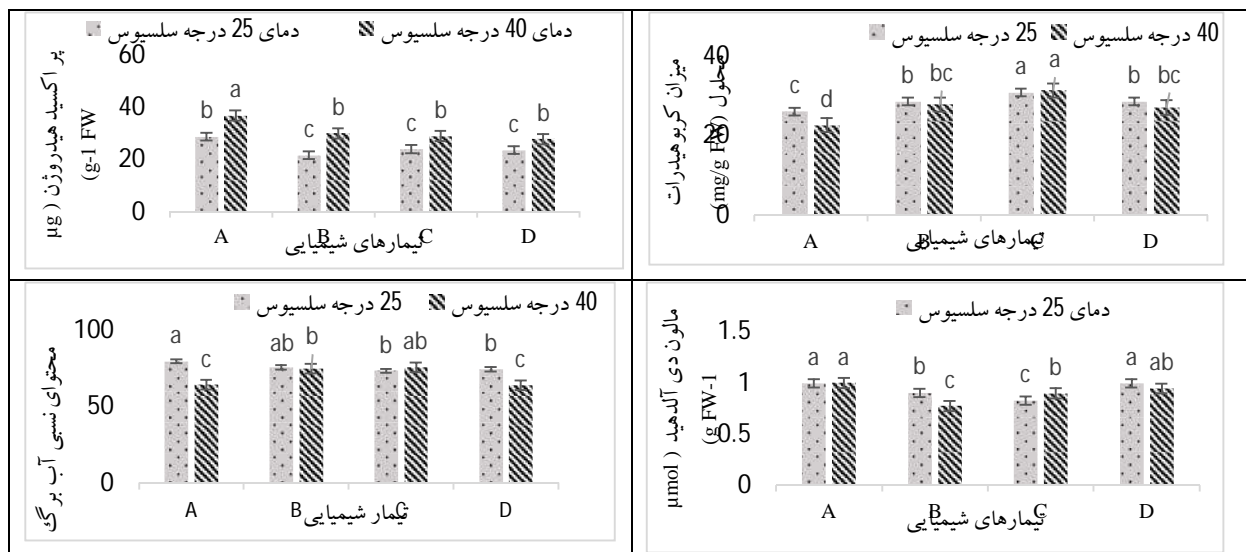 دمای 25 درجه سلسیوس دمای 40 درجه سلسیوس
پر اکسید هیدروژن ( µg
(g-1 FW
60
40
20
0
b a c b c b c b
A B C D
تیمارهای شیمیایی
25 درجه سلسیوس 40 درجه سلسیوس
میزان کربوهیدرات
محلول (mg/g FW)
40
20
0
c d b bc a a b bc
A B C D
تیمارهای شیمیایی
25 درجه سلسیوس 40 درجه سلسیوس
محتوای نسبی آب برگ
100
50
0
a c ab b b ab b c
A B C D
تیمار شیمیایی
دمای 25 درجه سلسیوس
مالون دی آلدهید ( µmol
(g FW-1
1.5
1
0.5
0
a a b c c b a ab
A B C D
تیمارهای شیمیایی